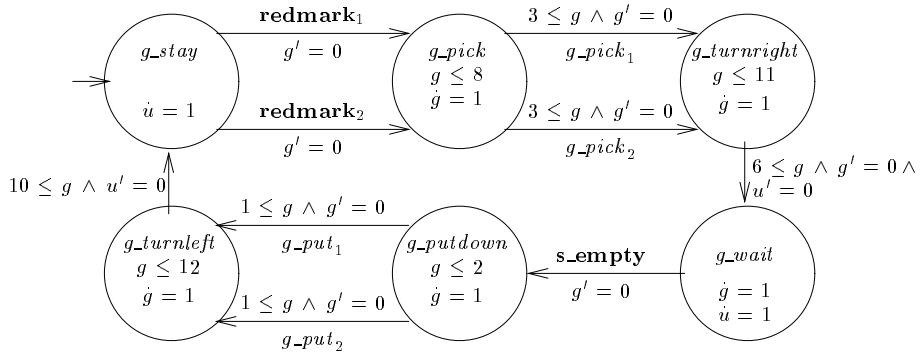 redmark₁
g′ = 0
3 ≤ g ∧ g′ = 0
g_pick₁
g_stay
u̇ = 1
g_pick
g ≤ 8
ġ = 1
g_turnright
g ≤ 11
ġ = 1
redmark₂
g′ = 0
3 ≤ g ∧ g′ = 0
g_pick₂
10 ≤ g ∧ u′ = 0
6 ≤ g ∧ g′ = 0 ∧
u′ = 0
1 ≤ g ∧ g′ = 0
g_put₁
g_turnleft
g ≤ 12
ġ = 1
g_putdown
g ≤ 2
ġ = 1
s_empty
g′ = 0
g_wait
ġ = 1
u̇ = 1
1 ≤ g ∧ g′ = 0
g_put₂